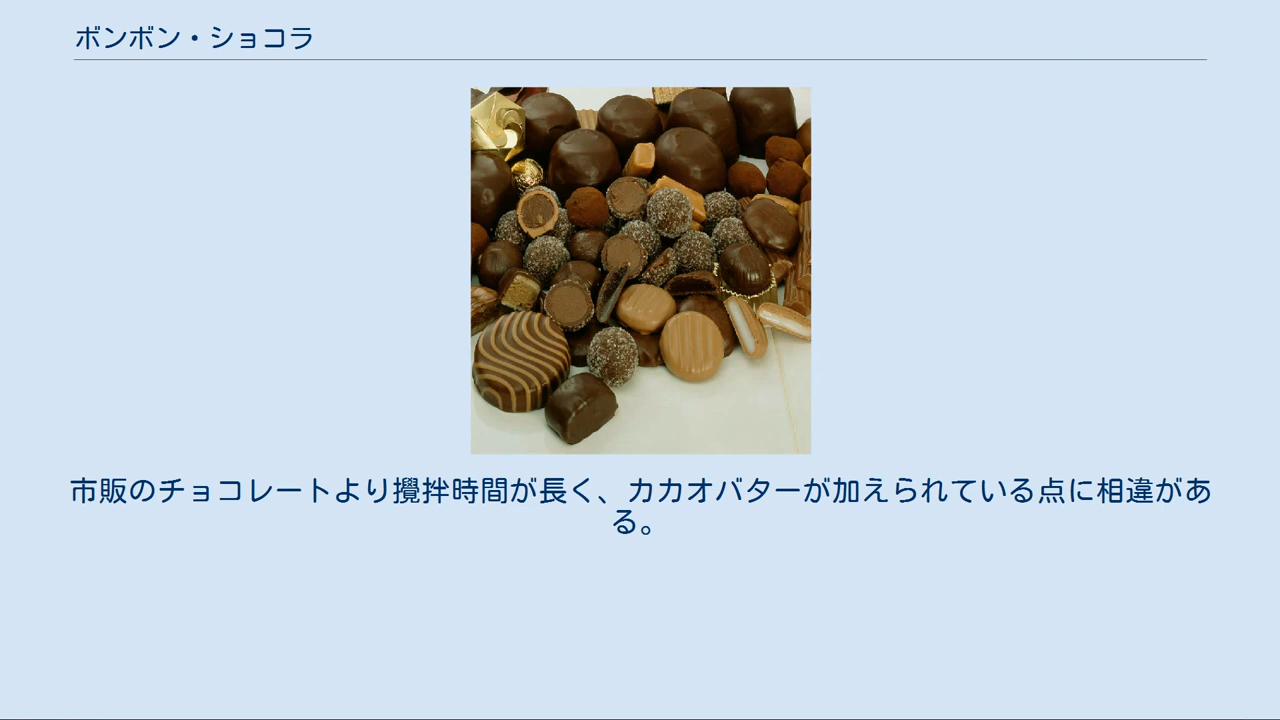 ボンボン・ショコラ
市販のチョコレートより攪拌時間が長く、カカオバターが加えられている点に相違があ
る。